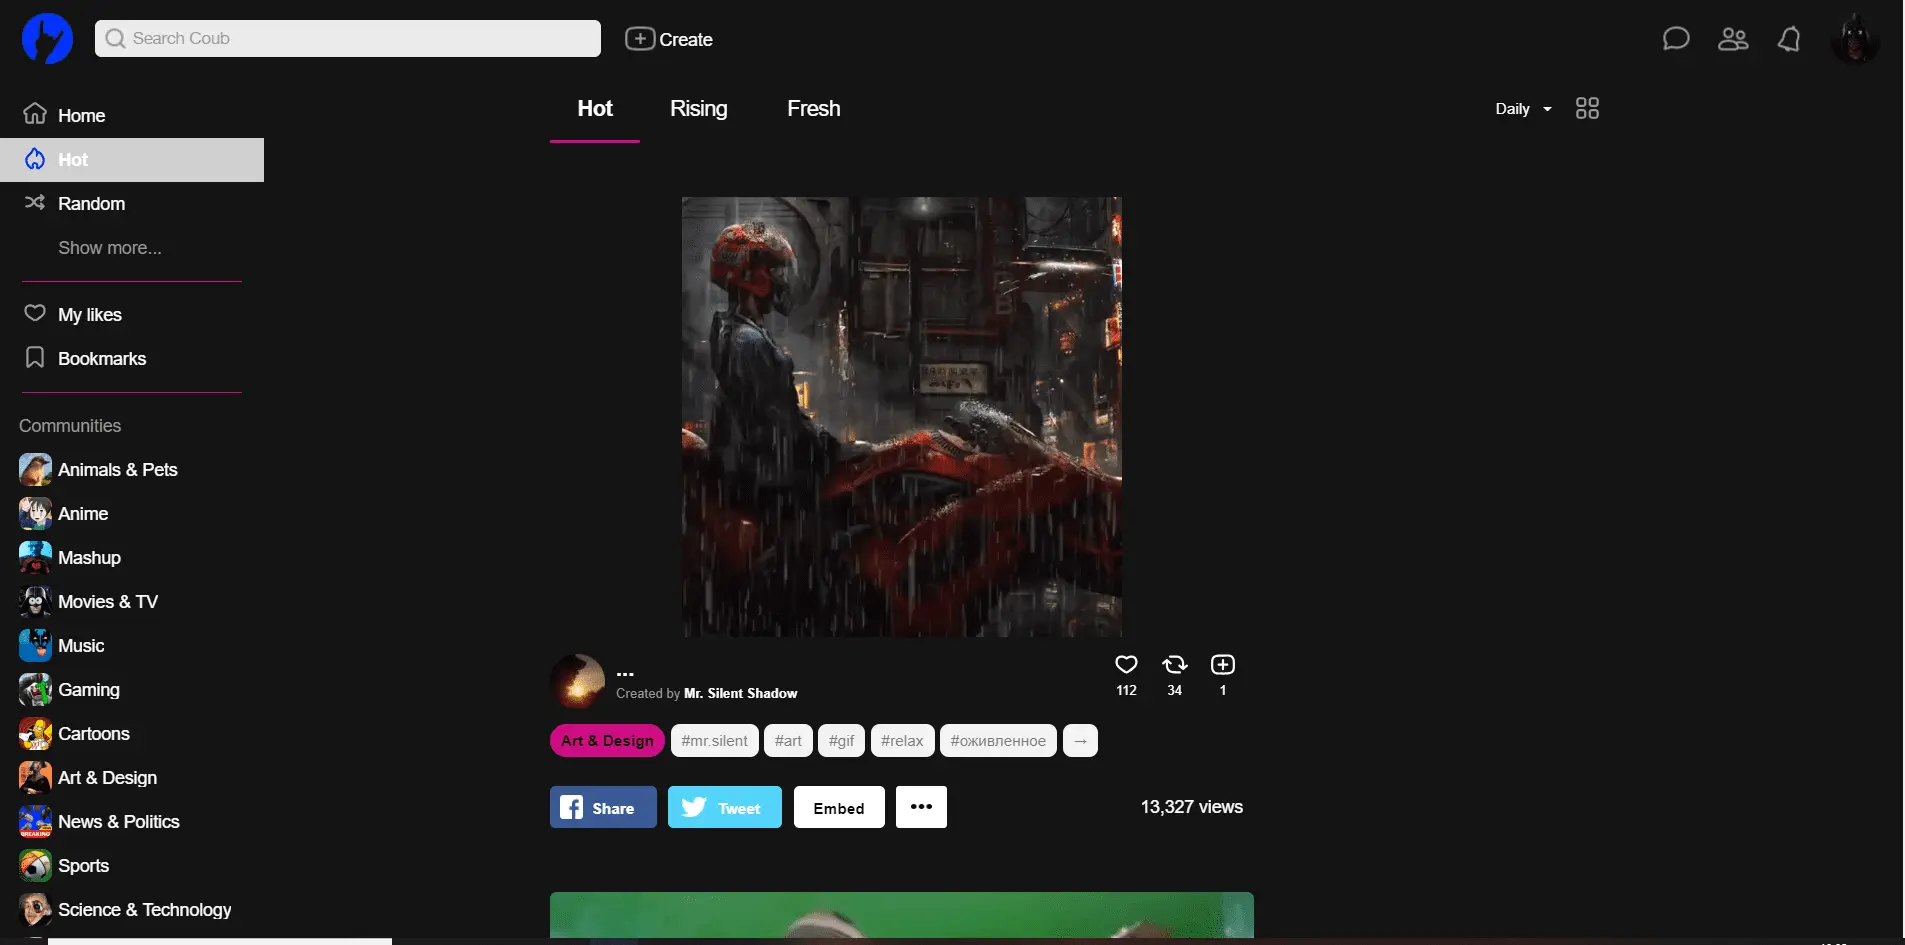 Search Coub
Create
Home
Hot
Random
Show more...
My likes
Bookmarks
Communities
Animals & Pets
Anime
Mashup
Movies & TV
Music
Gaming
Cartoons
Art & Design
News & Politics
Sports
Science & Technology
Hot Rising Fresh
Daily
...
Created by Mr. Silent Shadow
112 34 1
Art & Design #mr.silent #art #gif #relax #оживленное →
Share Tweet Embed •••
13,327 views
BREAKING